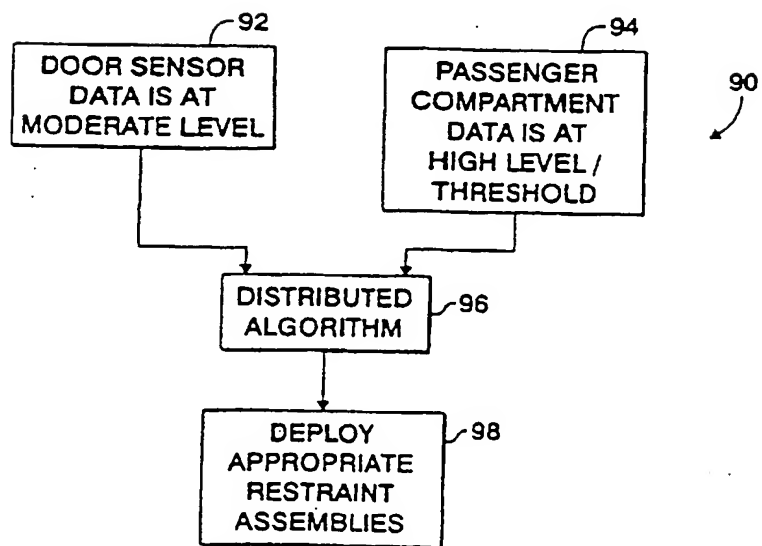 92
DOOR SENSOR
DATA IS AT
MODERATE LEVEL
94
PASSENGER
COMPARTMENT
DATA IS AT
HIGH LEVEL /
THRESHOLD
90
DISTRIBUTED
ALGORITHM
96
DEPLOY
APPROPRIATE
RESTRAINT
ASSEMBLIES
98